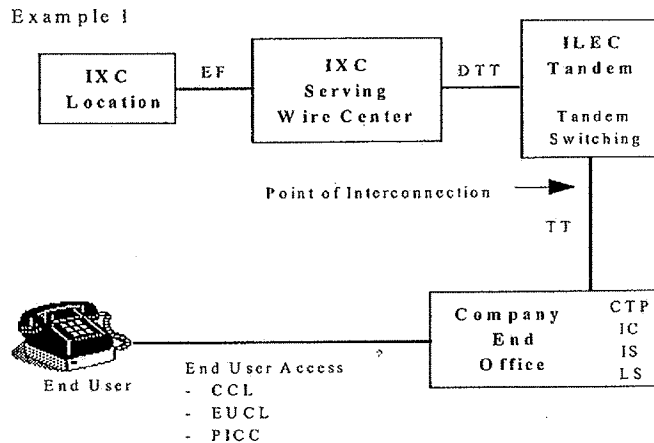 Example 1
IXC
Location
EF
IXC
Serving
Wire Center
DTT
ILEC
Tandem
Tandem
Switching
Point of Interconnection
TT
Company
End
Office
CTP
IC
IS
LS
End User
End User Access
- CCL
- EUCL
- PICC